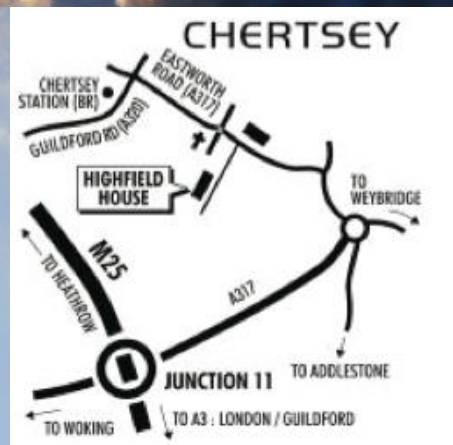 CHERTSEY
CHERTSEY
STATION (BR)
EASTWORTH
ROAD (A317)
GUILDFORD RD (A320)
HIGHFIELD
HOUSE
TO
WEYBRIDGE
M25
TO HEATHROW
A317
JUNCTION 11
TO ADDLESTONE
TO WOKING
TO A3 : LONDON / GUILDFORD